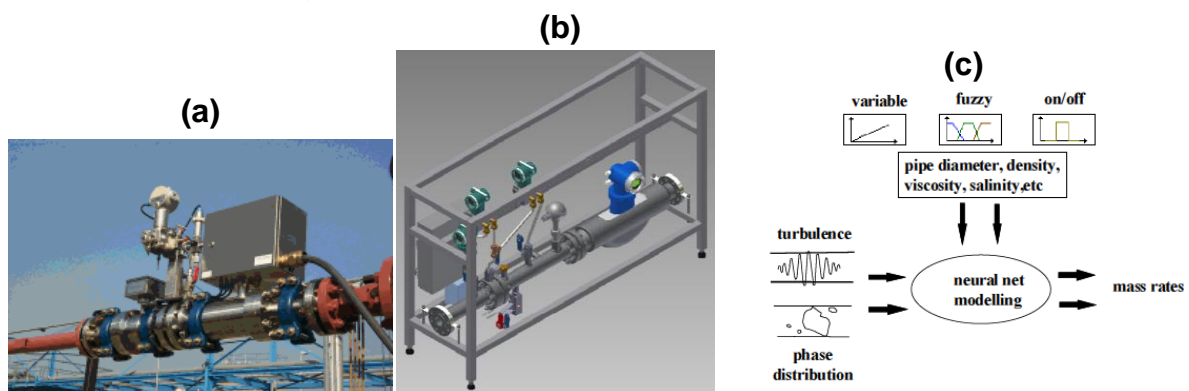 (a)
(b)
(c)
variable
fuzzy
on/off
pipe diameter, density,
viscosity, salinity,etc
turbulence
neural net
modelling
mass rates
phase
distribution